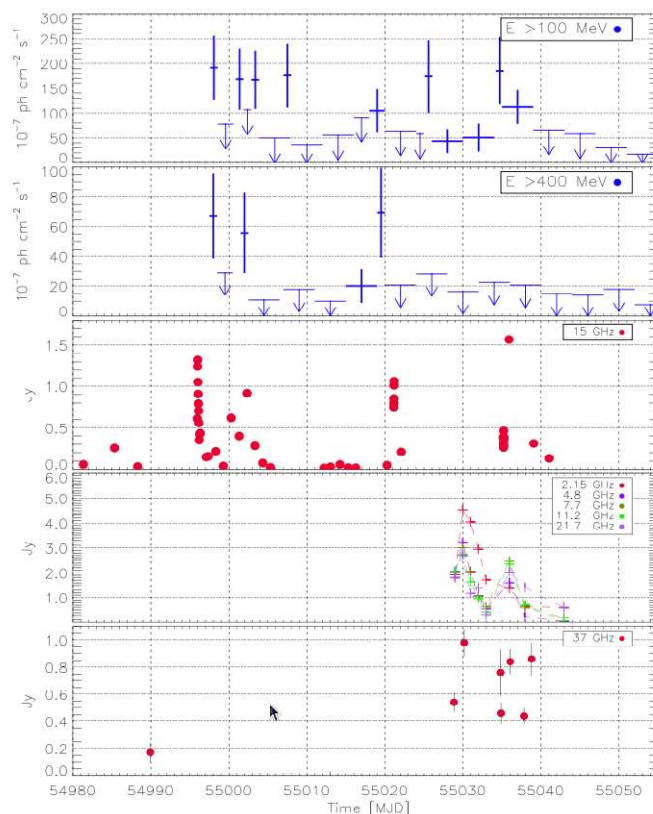 E >100 MeV
300
250
200
150
100
50
0
10⁻⁷ ph cm⁻² s⁻¹
E >400 MeV
100
80
60
40
20
0
10⁻⁷ ph cm⁻² s⁻¹
15 GHz
1.5
1.0
0.5
0.0
Jy
2.15 GHz
4.8 GHz
7.7 GHz
11.2 GHz
21.7 GHz
6.0
5.0
4.0
3.0
2.0
1.0
Jy
37 GHz
1.0
0.8
0.6
0.4
0.2
0.0
Jy
54980 54990 55000 55010 55020 55030 55040 55050
Time [MJD]